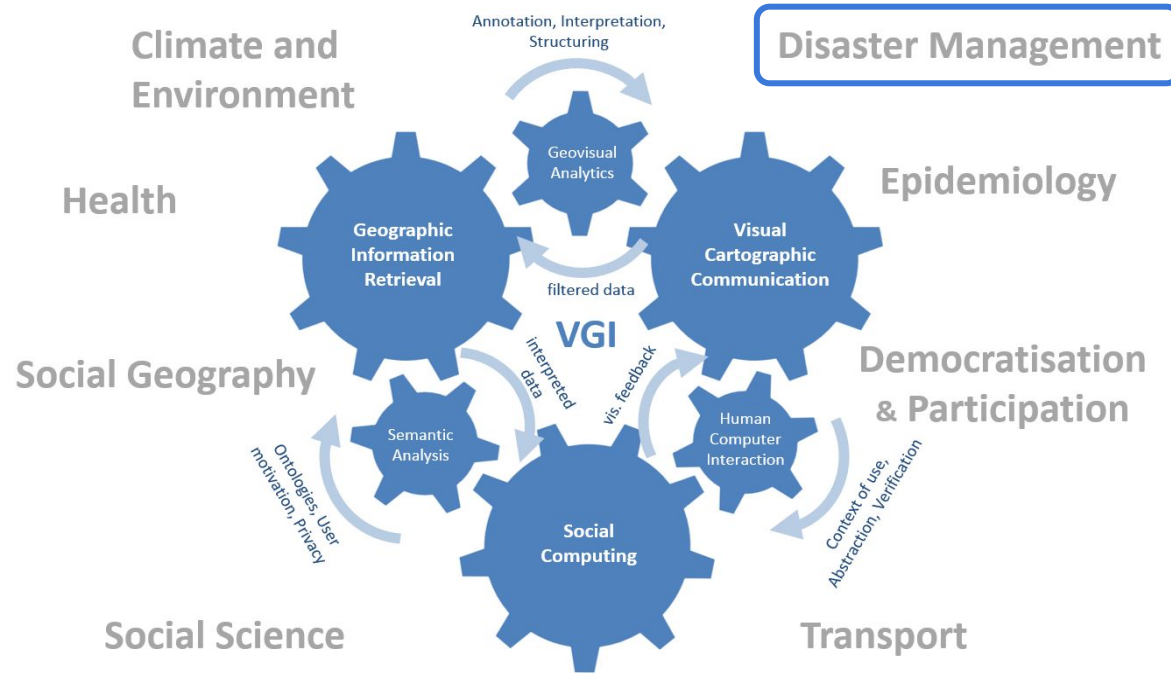 Annotation, Interpretation,
Structuring
Climate and
Environment
Disaster Management
Geovisual
Analytics
Health
Epidemiology
Geographic
Information
Retrieval
Visual
Cartographic
Communication
filtered data
VGI
interpreted
data
vis. feedback
Social Geography
Democratisation
& Participation
Semantic
Analysis
Human
Computer
Interaction
Ontologies, User
motivation, Privacy
Context of use,
Abstraction, Verification
Social
Computing
Social Science
Transport